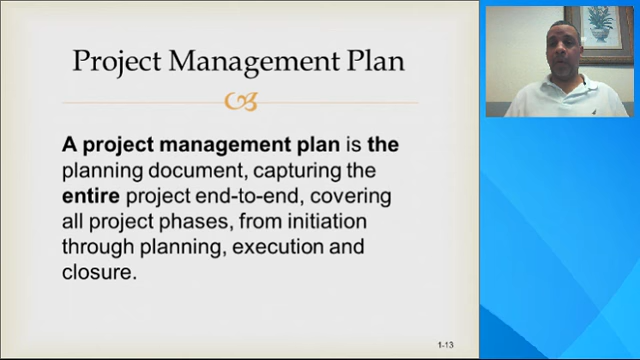 Project Management Plan
A project management plan is the
planning document, capturing the
entire project end-to-end, covering
all project phases, from initiation
through planning, execution and
closure.
1-13